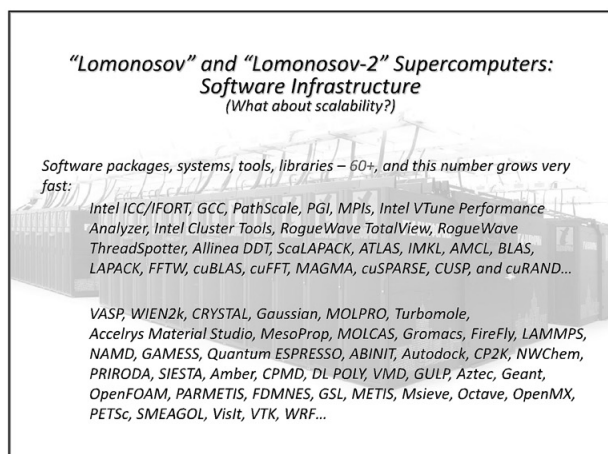 “Lomonosov” and “Lomonosov-2” Supercomputers:
Software Infrastructure
(What about scalability?)
Software packages, systems, tools, libraries – 60+, and this number grows very
fast:
Intel ICC/IFORT, GCC, PathScale, PGI, MPIs, Intel VTune Performance
Analyzer, Intel Cluster Tools, RogueWave TotalView, RogueWave
ThreadSpotter, Allinea DDT, ScaLAPACK, ATLAS, IMKL, AMCL, BLAS,
LAPACK, FFTW, cuBLAS, cuFFT, MAGMA, cuSPARSE, CUSP, and cuRAND…
VASP, WIEN2k, CRYSTAL, Gaussian, MOLPRO, Turbomole,
Accelrys Material Studio, MesoProp, MOLCAS, Gromacs, FireFly, LAMMPS,
NAMD, GAMESS, Quantum ESPRESSO, ABINIT, Autodock, CP2K, NWChem,
PRIRODA, SIESTA, Amber, CPMD, DL POLY, VMD, GULP, Aztec, Geant,
OpenFOAM, PARMETIS, FDMNES, GSL, METIS, Msieve, Octave, OpenMX,
PETSc, SMEAGOL, VisIt, VTK, WRF…